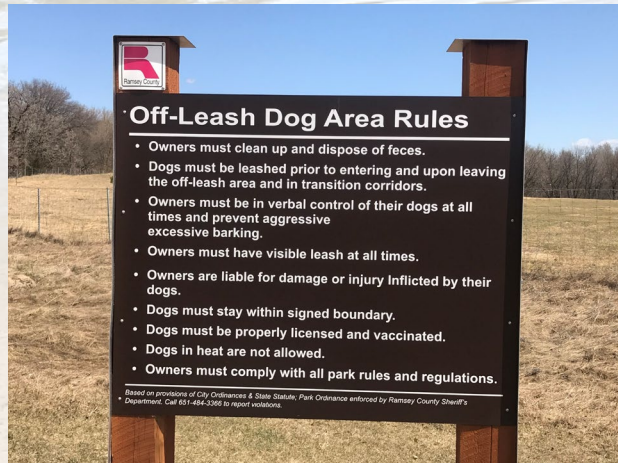 Ramsey County
Off-Leash Dog Area Rules
• Owners must clean up and dispose of feces.
• Dogs must be leashed prior to entering and upon leaving
the off-leash area and in transition corridors.
• Owners must be in verbal control of their dogs at all
times and prevent aggressive
excessive barking.
• Owners must have visible leash at all times.
• Owners are liable for damage or injury Inflicted by their
dogs.
• Dogs must stay within signed boundary.
• Dogs must be properly licensed and vaccinated.
• Dogs in heat are not allowed.
• Owners must comply with all park rules and regulations.
Based on provisions of City Ordinances & State Statute; Park Ordinance enforced by Ramsey County Sheriff's
Department. Call 651-484-3366 to report violations.